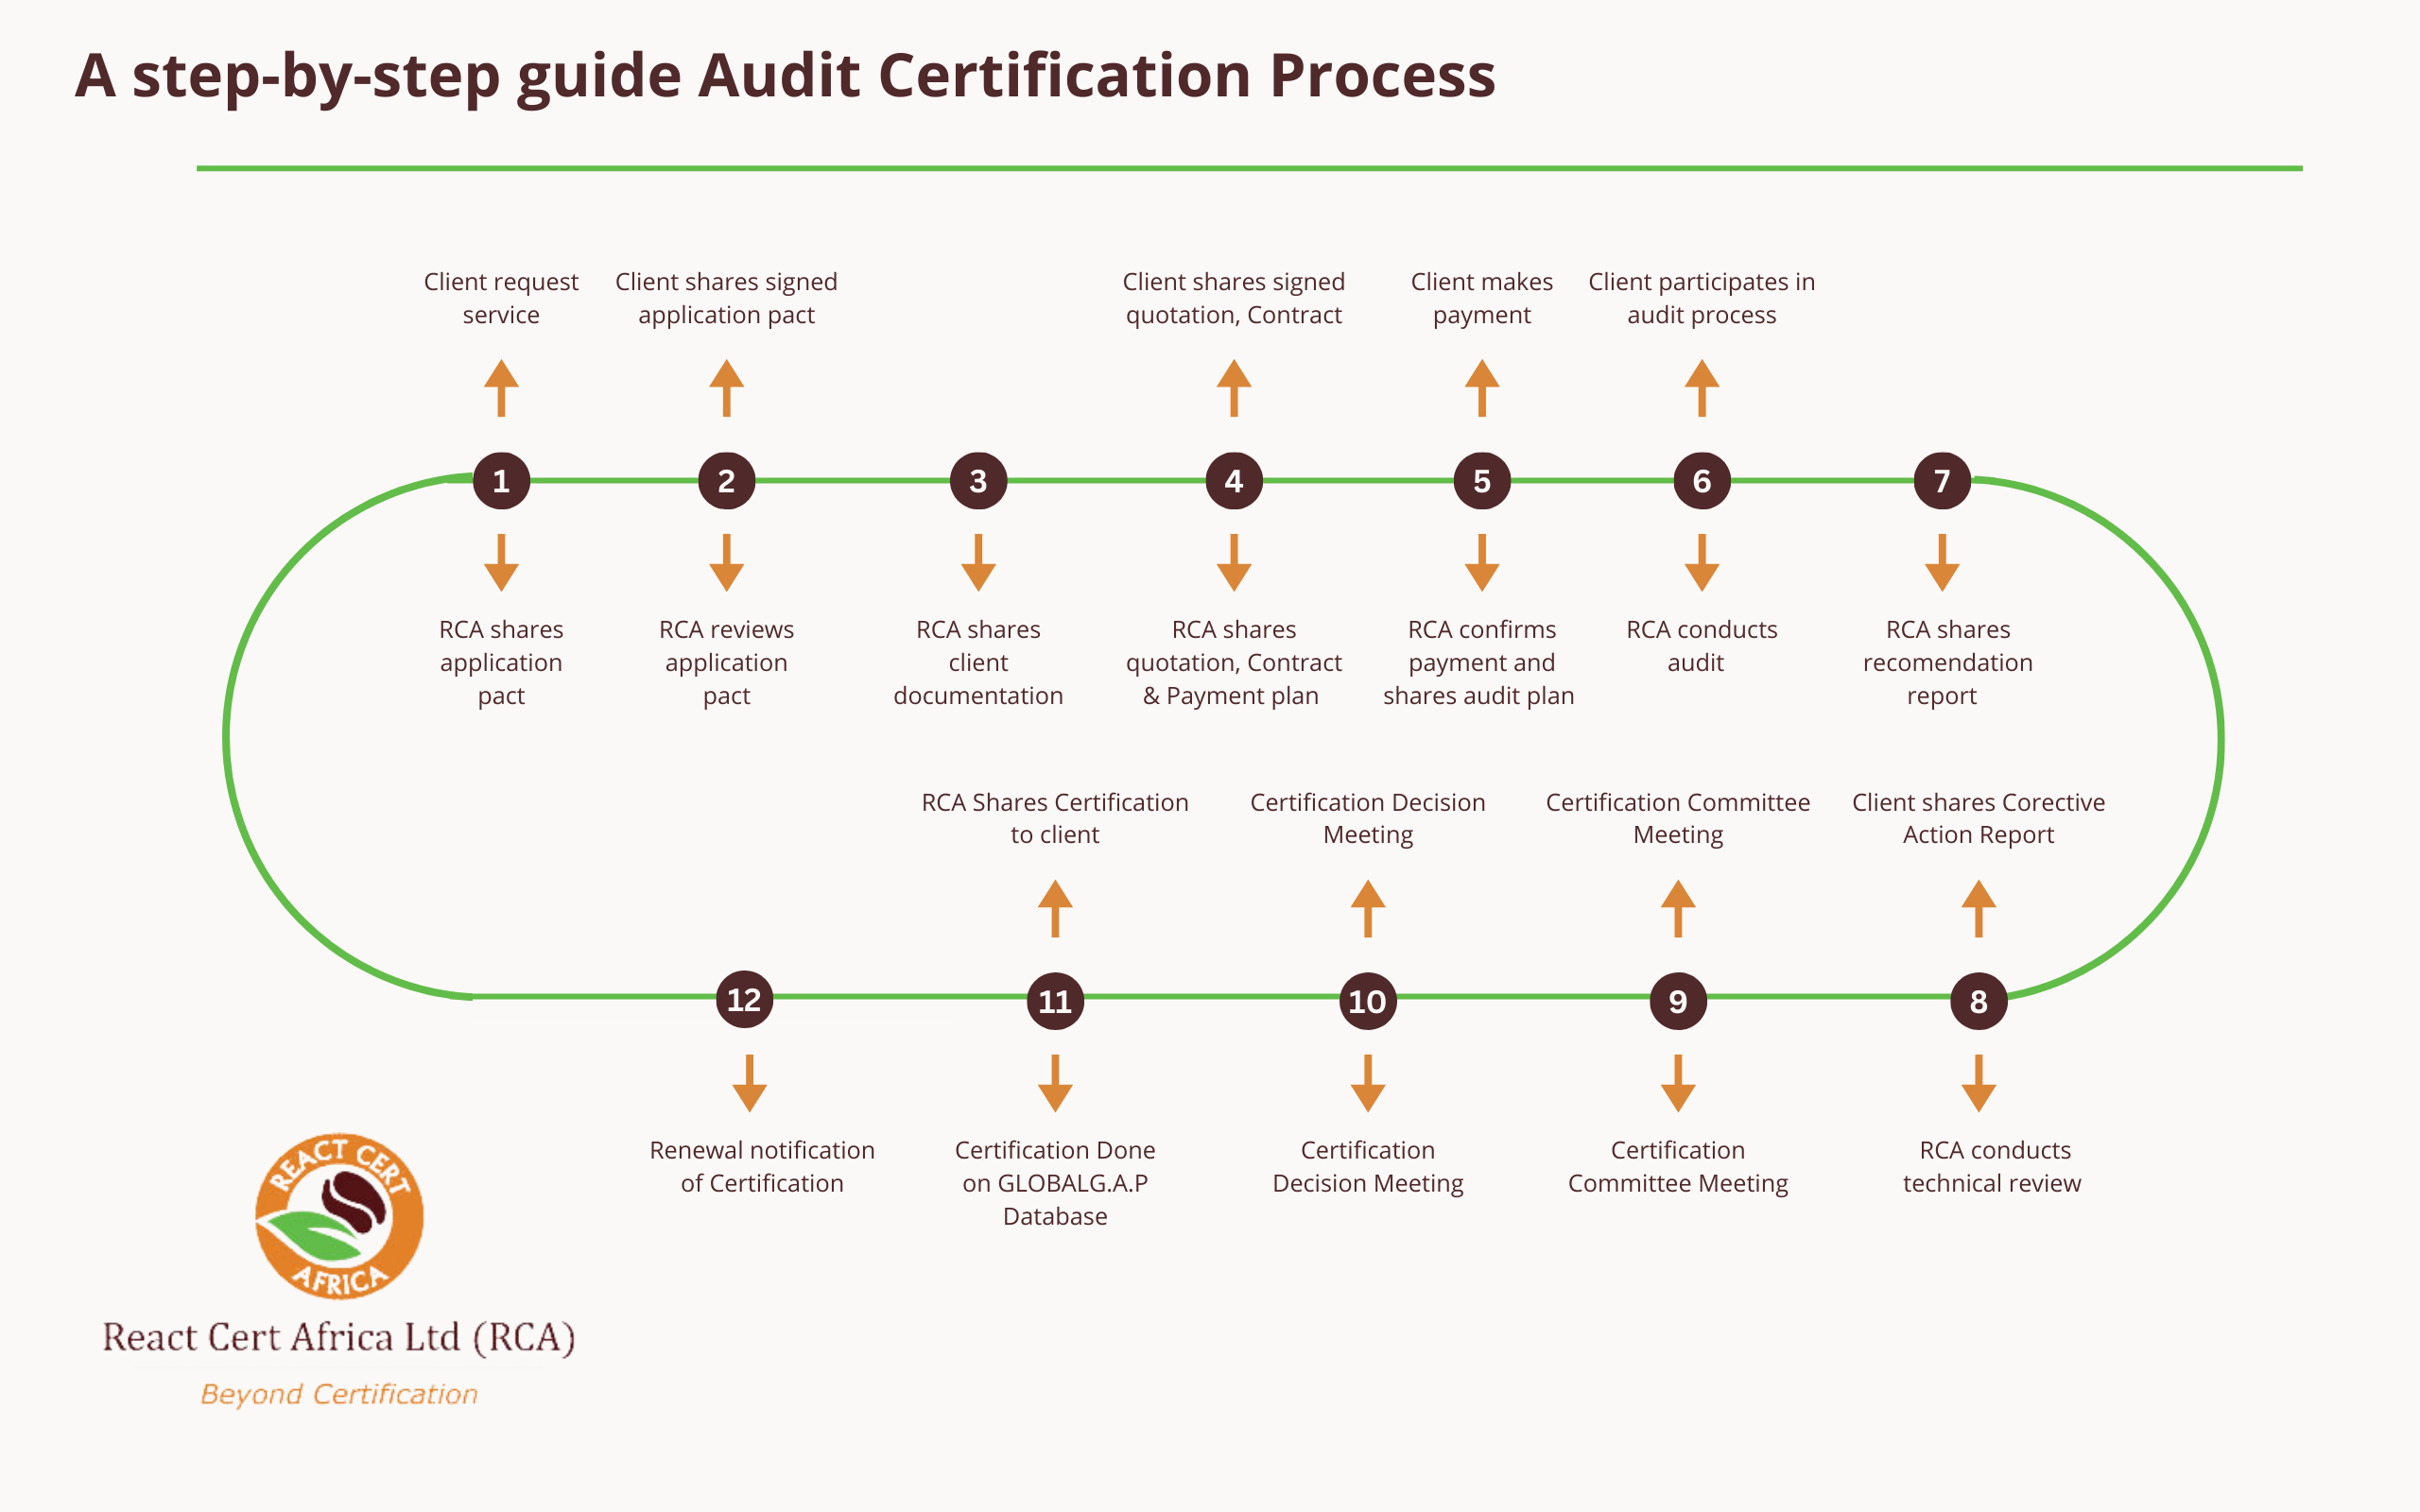 A step-by-step guide Audit Certification Process
Client request
service
Client shares signed
application pact
Client shares signed
quotation, Contract
Client makes
payment
Client participates in
audit process
1
2
3
4
5
6
7
RCA shares
application
pact
RCA reviews
application
pact
RCA shares
client
documentation
RCA shares
quotation, Contract
& Payment plan
RCA confirms
payment and
shares audit plan
RCA conducts
audit
RCA shares
recomendation
report
RCA Shares Certification
to client
Certification Decision
Meeting
Certification Committee
Meeting
Client shares Corective
Action Report
12
11
10
9
8
Renewal notification
of Certification
Certification Done
on GLOBALG.A.P
Database
Certification
Decision Meeting
Certification
Committee Meeting
RCA conducts
technical review
REACT CERT
AFRICA
React Cert Africa Ltd (RCA)
Beyond Certification